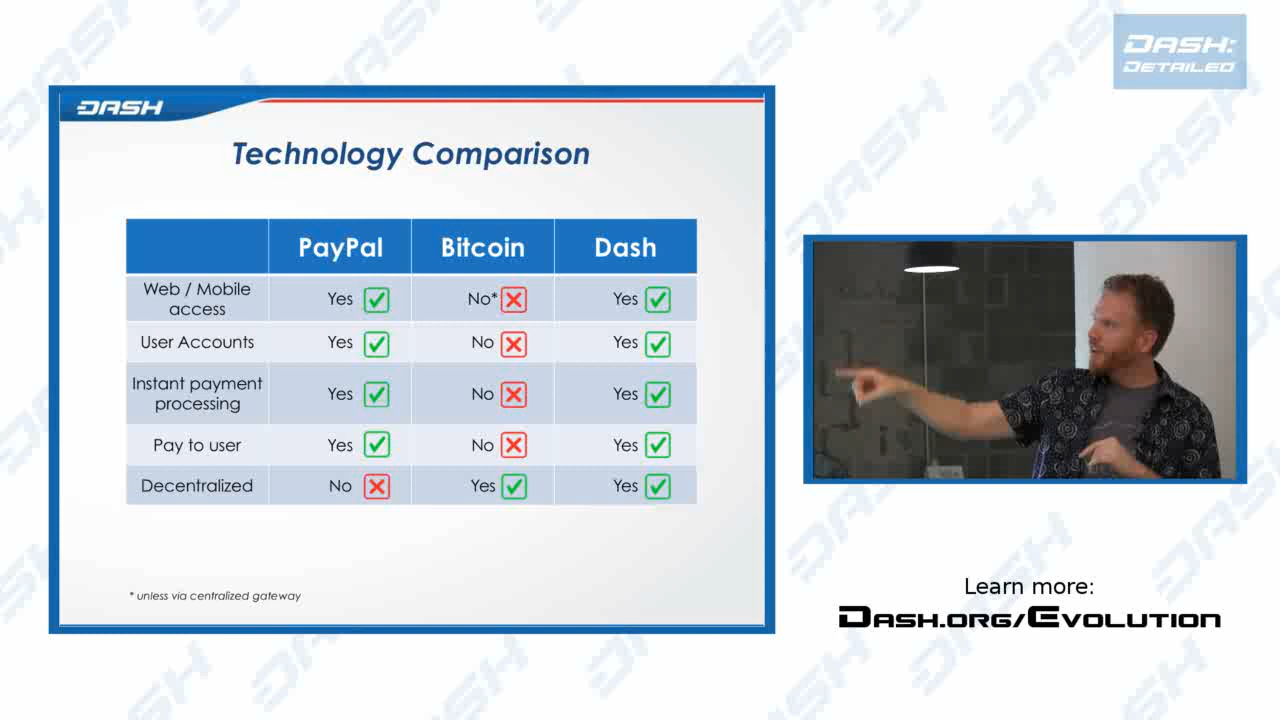 DASH:
DETAILED
DASH
Technology Comparison
PayPal Bitcoin Dash
Web / Mobile
access Yes No* Yes
User Accounts Yes No Yes
Instant payment
processing Yes No Yes
Pay to user Yes No Yes
Decentralized No Yes Yes
* unless via centralized gateway
Learn more:
DASH.ORG/EVOLUTION